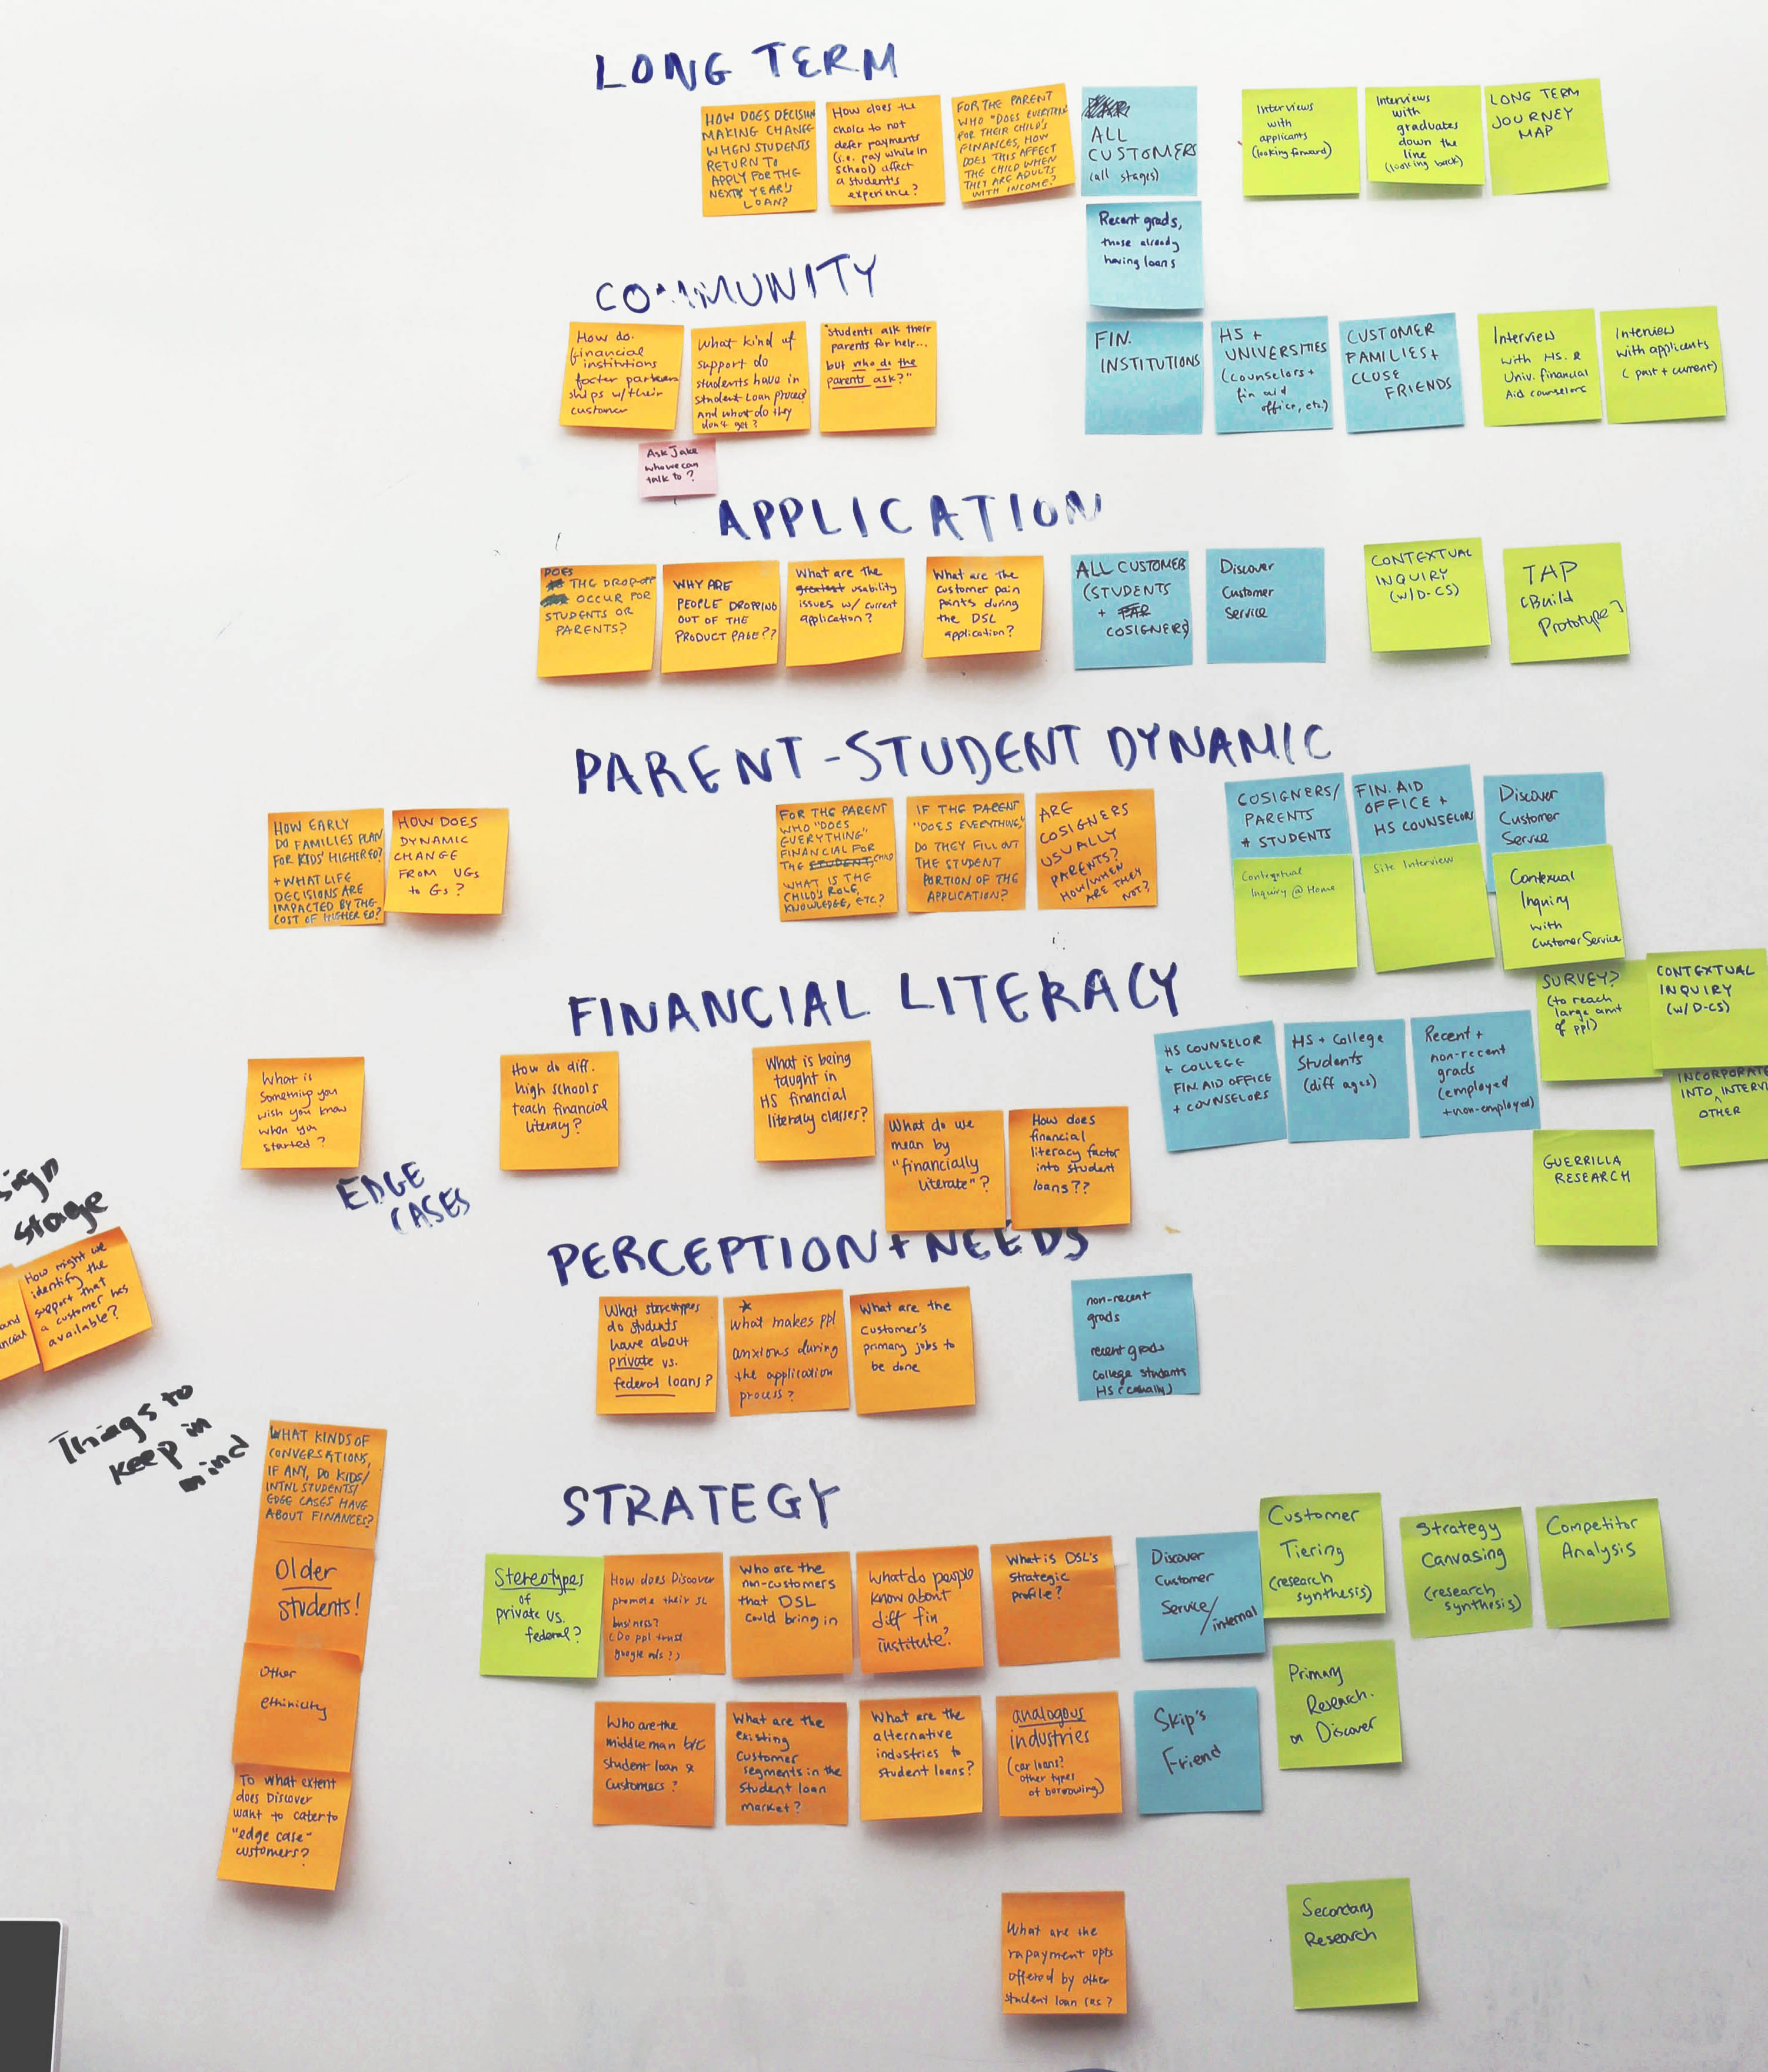 LONG TERM
HOW DOES DECISION
MAKING CHANGE
WHEN STUDENTS
RETURN TO
APPLY FOR THE
NEXT YEAR'S
LOAN?
How does the
choice to not
defer payments
(i.e. pay while in
school) affect
a student's
experience?
FOR THE PARENT
WHO "DOES EVERYTHING"
FOR THEIR CHILD'S
FINANCES, HOW
DOES THIS AFFECT
THE CHILD WHEN
THEY ARE ADULTS
WITH INCOME?
ALL
CUSTOMERS
(all stages)
Recent grads,
those already
having loans
Interviews
with
applicants
(looking forward)
Interviews
with
graduates
down the
line
(looking back)
LONG TERM
JOURNEY
MAP
COMMUNITY
How do
financial
institutions
foster partner
ships w/their
customer
What kind of
support do
students have in
student loan process?
And what do they
don't get?
"Students ask their
parents for help...
but who do the
parents ask?"
Ask Jake
who we can
talk to?
FIN.
INSTITUTIONS
HS +
UNIVERSITIES
(counselors +
fin aid
office, etc.)
CUSTOMER
FAMILIES +
CLOSE
FRIENDS
Interview
with HS. &
Univ. financial
Aid counselors
Interview
with applicants
(past + current)
APPLICATION
DOES
THE DROPOFF
OCCUR FOR
STUDENTS OR
PARENTS?
WHY ARE
PEOPLE DROPPING
OUT OF THE
PRODUCT PAGE??
What are the
greatest usability
issues w/ current
application?
What are the
customer pain
points during
the DSL
application?
ALL CUSTOMERS
(STUDENTS
+ PAR
COSIGNERS)
Discover
Customer
Service
CONTEXTUAL
INQUIRY
(W/D-CS)
TAP
(Build
Prototype)
PARENT-STUDENT DYNAMIC
HOW EARLY
DO FAMILIES PLAN
FOR KIDS' HIGHER ED?
+ WHAT LIFE
DECISIONS ARE
IMPACTED BY THE
COST OF HIGHER ED?
HOW DOES
DYNAMIC
CHANGE
FROM UGs
to Gs?
FOR THE PARENT
WHO "DOES
EVERYTHING"
FINANCIAL FOR
THE STUDENT, CHILD
WHAT IS THE
CHILD'S ROLE,
KNOWLEDGE, ETC?
IF THE PARENT
"DOES EVERYTHING,"
DO THEY FILL OUT
THE STUDENT
PORTION OF THE
APPLICATION?
ARE
COSIGNERS
USUALLY
PARENTS?
HOW/WHEN
ARE THEY
NOT?
COSIGNERS/
PARENTS
+ STUDENTS
FIN. AID
OFFICE +
HS COUNSELORS
Discover
Customer
Service
Contextual
Inquiry @ Home
Site Interview
Contexual
Inquiry
with
Customer Service
FINANCIAL LITERACY
What is
something you
wish you knew
when you
started?
How do diff.
high schools
teach financial
literacy?
What is being
taught in
HS financial
literacy classes?
What do we
mean by
"financially
literate"?
How does
financial
literacy factor
into student
loans??
HS COUNSELOR
+ COLLEGE
FIN. AID OFFICE
+ COUNSELORS
HS + College
Students
(diff ages)
Recent +
non-recent
grads
(employed
+non-employed)
SURVEY?
(to reach
large amt
of ppl)
CONTEXTUAL
INQUIRY
(W/D-CS)
INCORPORATE
INTO INTERVI
OTHER
GUERRILLA
RESEARCH
EDGE
CASES
sign
stage
and
ncial
How might we
identify the
support that
a customer has
available?
PERCEPTION + NEEDS
What stereotypes
do students
have about
private vs.
federal loans?
What makes ppl
anxious during
the application
process?
What are the
customer's
primary jobs to
be done
non-recent
grads
recent grads
college students
HS (casually)
Things to
keep in
mind
WHAT KINDS OF
CONVERSATIONS,
IF ANY, DO KIDS/
INTNL STUDENTS/
EDGE CASES HAVE
ABOUT FINANCES?
Older
students!
Other
ethinicity
To what extent
does Discover
want to cater to
"edge case"
customers?
STRATEGY
Stereotypes
of
private vs.
federal?
How does Discover
promote their SL
business?
(Do ppl trust
google ads?)
Who are the
non-customers
that DSL
could bring in
What do people
know about
diff fin
institute?
What is DSL's
strategic
profile?
Discover
Customer
Service/
internal
Customer
Tiering
(research
synthesis)
Strategy
Canvasing
(research
synthesis)
Competitor
Analysis
Who are the
middle man b/c
student loan &
customers?
What are the
existing
customer
segments in the
student loan
market?
What are the
alternative
industries to
student loans?
analogous
industries
(car loans?
other types
of borrowing)
Skip's
Friend
Primary
Research.
on Discover
What are the
repayment opts
offered by other
student loan cos?
Secondary
Research